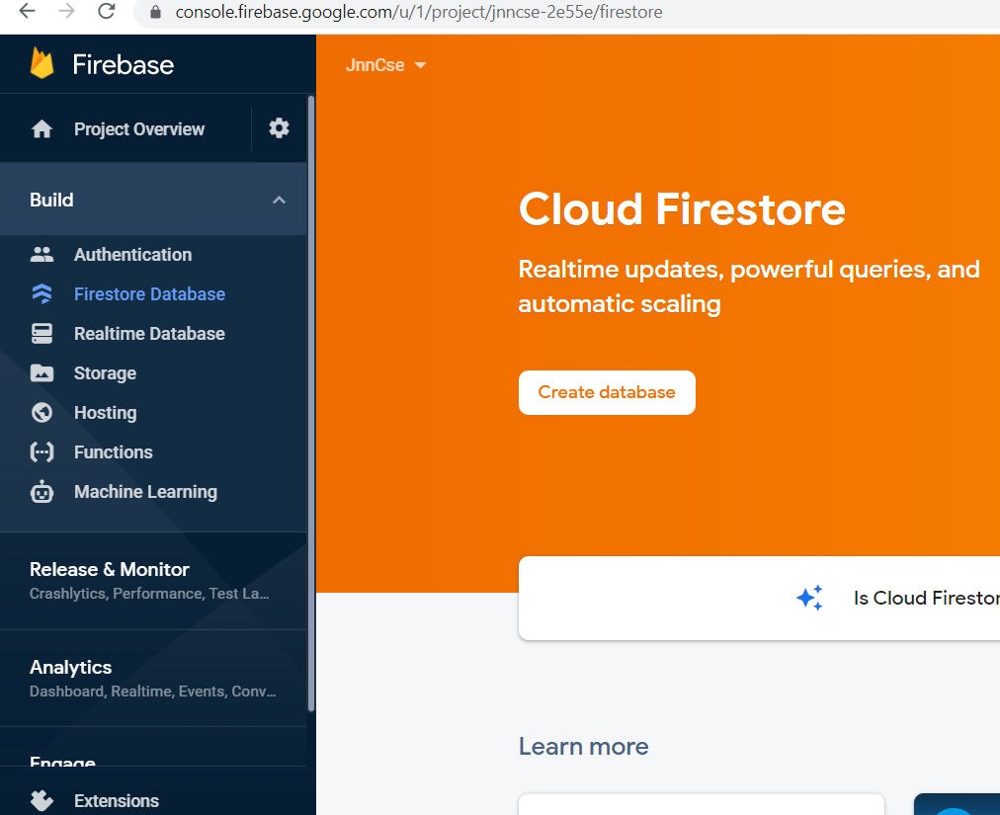 console.firebase.google.com/u/1/project/jnncse-2e55e/firestore
Firebase
Project Overview
Build
Authentication
Firestore Database
Realtime Database
Storage
Hosting
Functions
Machine Learning
Release & Monitor
Crashlytics, Performance, Test La...
Analytics
Dashboard, Realtime, Events, Conv...
Engage
Extensions
JnnCse
Cloud Firestore
Realtime updates, powerful queries, and
automatic scaling
Create database
Is Cloud Firestor
Learn more